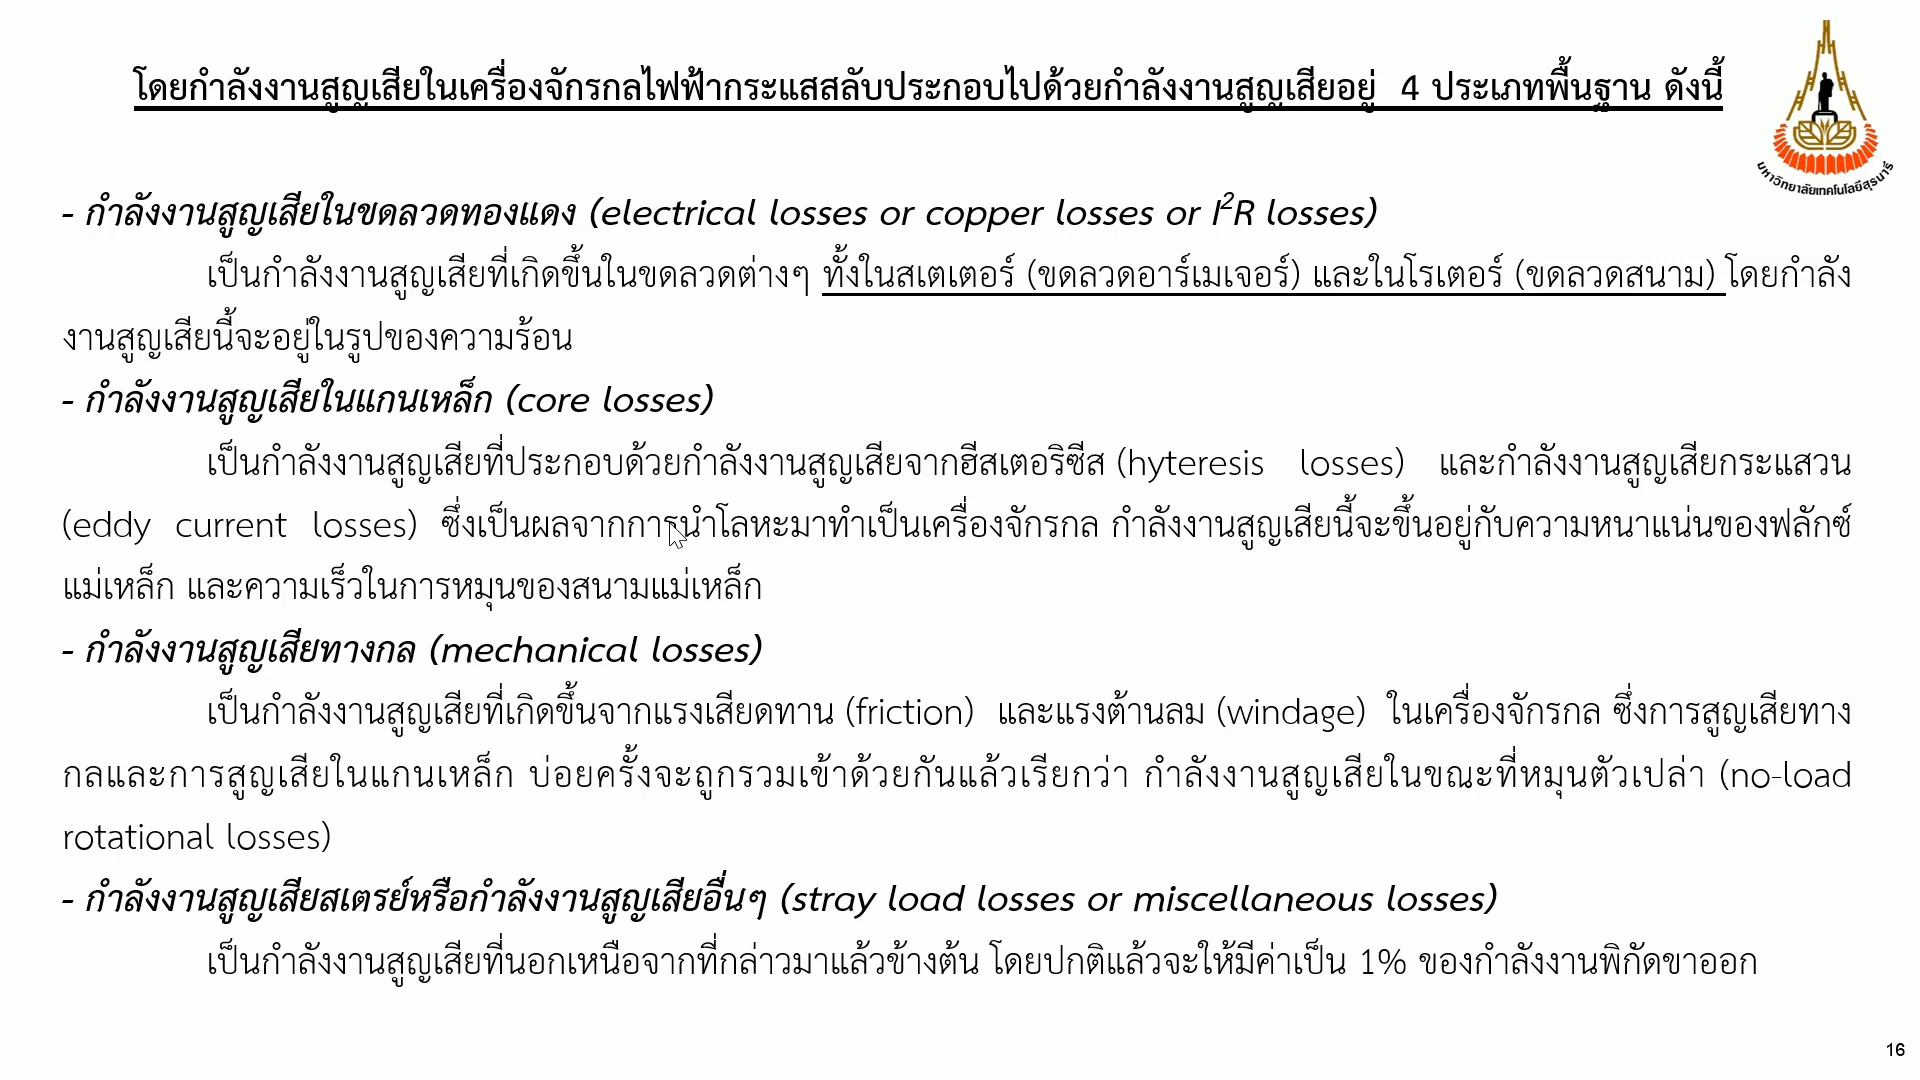 โดยกำลังงานสูญเสียในเครื่องจักรกลไฟฟ้ากระแสสลับประกอบไปด้วยกำลังงานสูญเสียอยู่ 4 ประเภทพื้นฐาน ดังนี้
มหาวิทยาลัยเทคโนโลยีสุรนารี
- กำลังงานสูญเสียในขดลวดทองแดง (electrical losses or copper losses or I²R losses)
เป็นกำลังงานสูญเสียที่เกิดขึ้นในขดลวดต่างๆ ทั้งในสเตเตอร์ (ขดลวดอาร์เมเจอร์) และในโรเตอร์ (ขดลวดสนาม) โดยกำลัง
งานสูญเสียนี้จะอยู่ในรูปของความร้อน
- กำลังงานสูญเสียในแกนเหล็ก (core losses)
เป็นกำลังงานสูญเสียที่ประกอบด้วยกำลังงานสูญเสียจากฮีสเตอริซีส (hyteresis losses) และกำลังงานสูญเสียกระแสวน
(eddy current losses) ซึ่งเป็นผลจากการนำโลหะมาทำเป็นเครื่องจักรกล กำลังงานสูญเสียนี้จะขึ้นอยู่กับความหนาแน่นของฟลักซ์
แม่เหล็ก และความเร็วในการหมุนของสนามแม่เหล็ก
- กำลังงานสูญเสียทางกล (mechanical losses)
เป็นกำลังงานสูญเสียที่เกิดขึ้นจากแรงเสียดทาน (friction) และแรงต้านลม (windage) ในเครื่องจักรกล ซึ่งการสูญเสียทาง
กลและการสูญเสียในแกนเหล็ก บ่อยครั้งจะถูกรวมเข้าด้วยกันแล้วเรียกว่า กำลังงานสูญเสียในขณะที่หมุนตัวเปล่า (no-load
rotational losses)
- กำลังงานสูญเสียสเตรย์หรือกำลังงานสูญเสียอื่นๆ (stray load losses or miscellaneous losses)
เป็นกำลังงานสูญเสียที่นอกเหนือจากที่กล่าวมาแล้วข้างต้น โดยปกติแล้วจะให้มีค่าเป็น 1% ของกำลังงานพิกัดขาออก
16